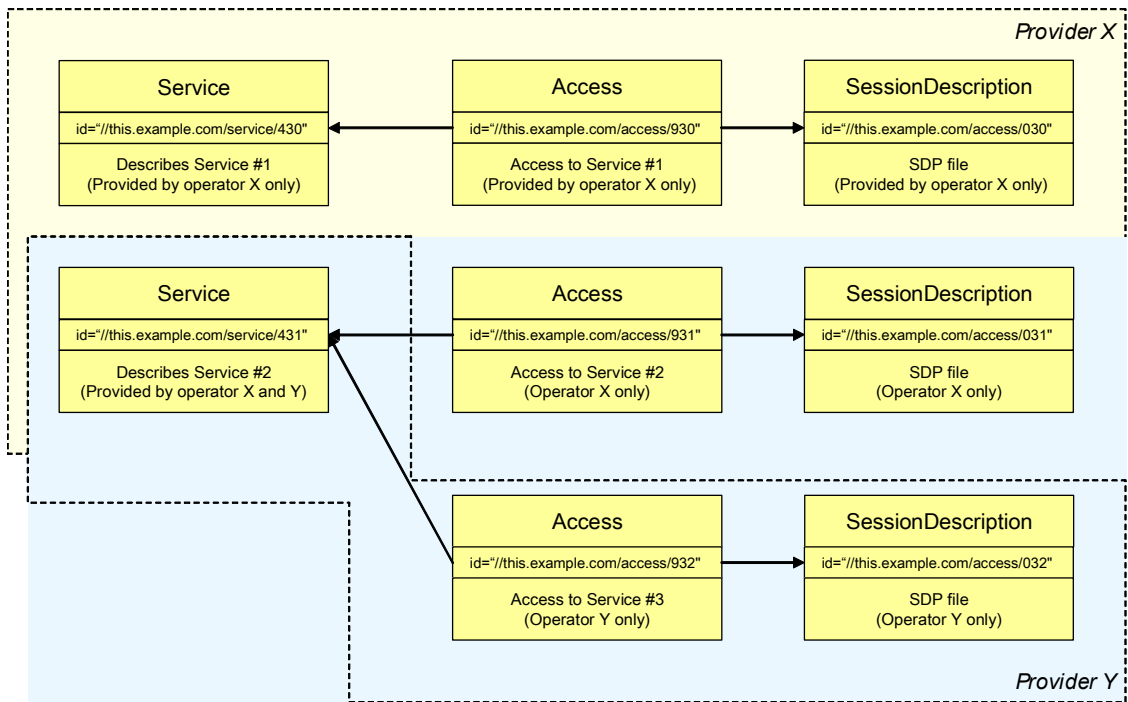 Provider X
Service
id="//this.example.com/service/430"
Describes Service #1
(Provided by operator X only)
Access
id="//this.example.com/access/930"
Access to Service #1
(Provided by operator X only)
SessionDescription
id="//this.example.com/access/030"
SDP file
(Provided by operator X only)
Service
id="//this.example.com/service/431"
Describes Service #2
(Provided by operator X and Y)
Access
id="//this.example.com/access/931"
Access to Service #2
(Operator X only)
SessionDescription
id="//this.example.com/access/031"
SDP file
(Operator X only)
Access
id="//this.example.com/access/932"
Access to Service #3
(Operator Y only)
SessionDescription
id="//this.example.com/access/032"
SDP file
(Operator Y only)
Provider Y